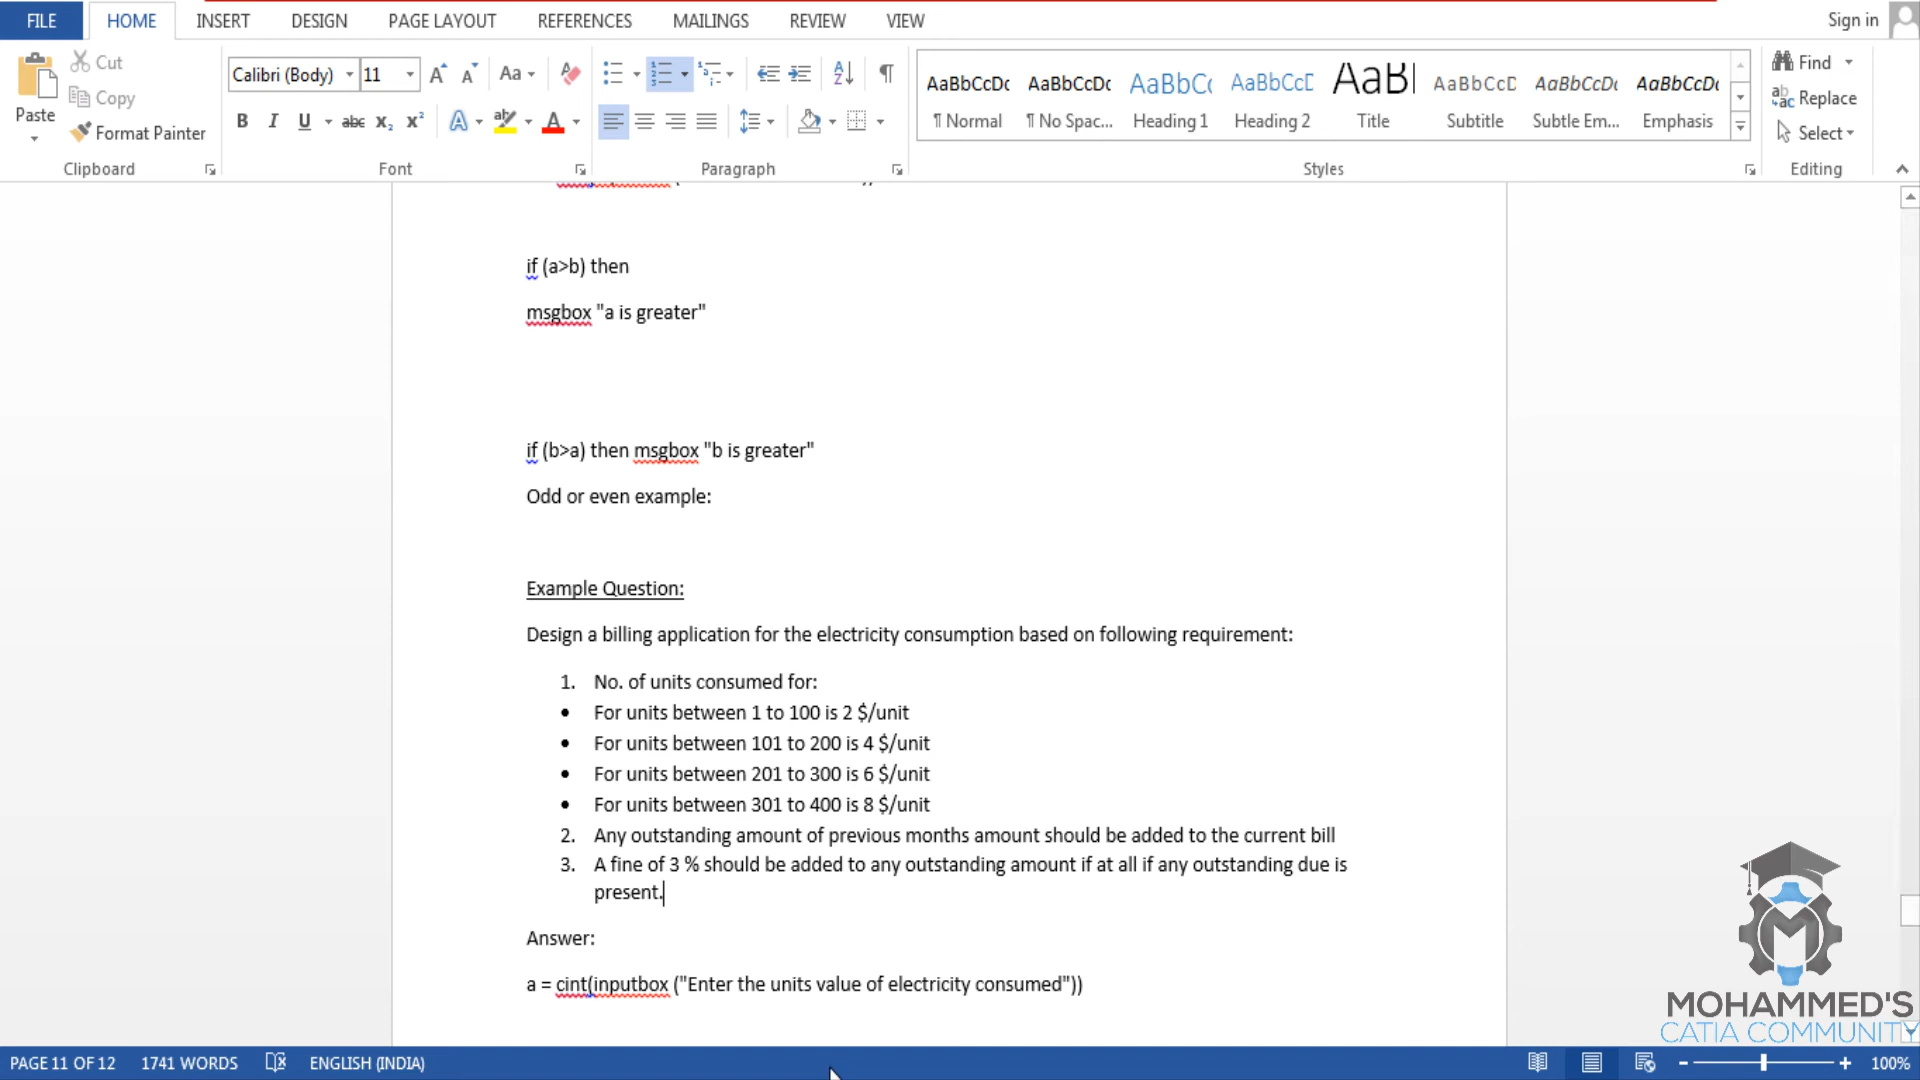 FILE HOME INSERT DESIGN PAGE LAYOUT REFERENCES MAILINGS REVIEW VIEW Sign in
Paste Cut Copy Format Painter
Clipboard
Calibri (Body) 11
Font
Paragraph
AaBbCcDc AaBbCcDc AaBbC( AaBbCcD AaB AaBbCcD AaBbCcDc AaBbCcDc
¶ Normal ¶ No Spac... Heading 1 Heading 2 Title Subtitle Subtle Em... Emphasis
Styles
Find
Replace
Select
Editing
if (a>b) then
msgbox "a is greater"
if (b>a) then msgbox "b is greater"
Odd or even example:
Example Question:
Design a billing application for the electricity consumption based on following requirement:
1. No. of units consumed for:
• For units between 1 to 100 is 2 $/unit
• For units between 101 to 200 is 4 $/unit
• For units between 201 to 300 is 6 $/unit
• For units between 301 to 400 is 8 $/unit
2. Any outstanding amount of previous months amount should be added to the current bill
3. A fine of 3 % should be added to any outstanding amount if at all if any outstanding due is
present.
Answer:
a = cint(inputbox ("Enter the units value of electricity consumed"))
MOHAMMED'S
CATIA COMMUNITY
PAGE 11 OF 12 1741 WORDS ENGLISH (INDIA) 100%